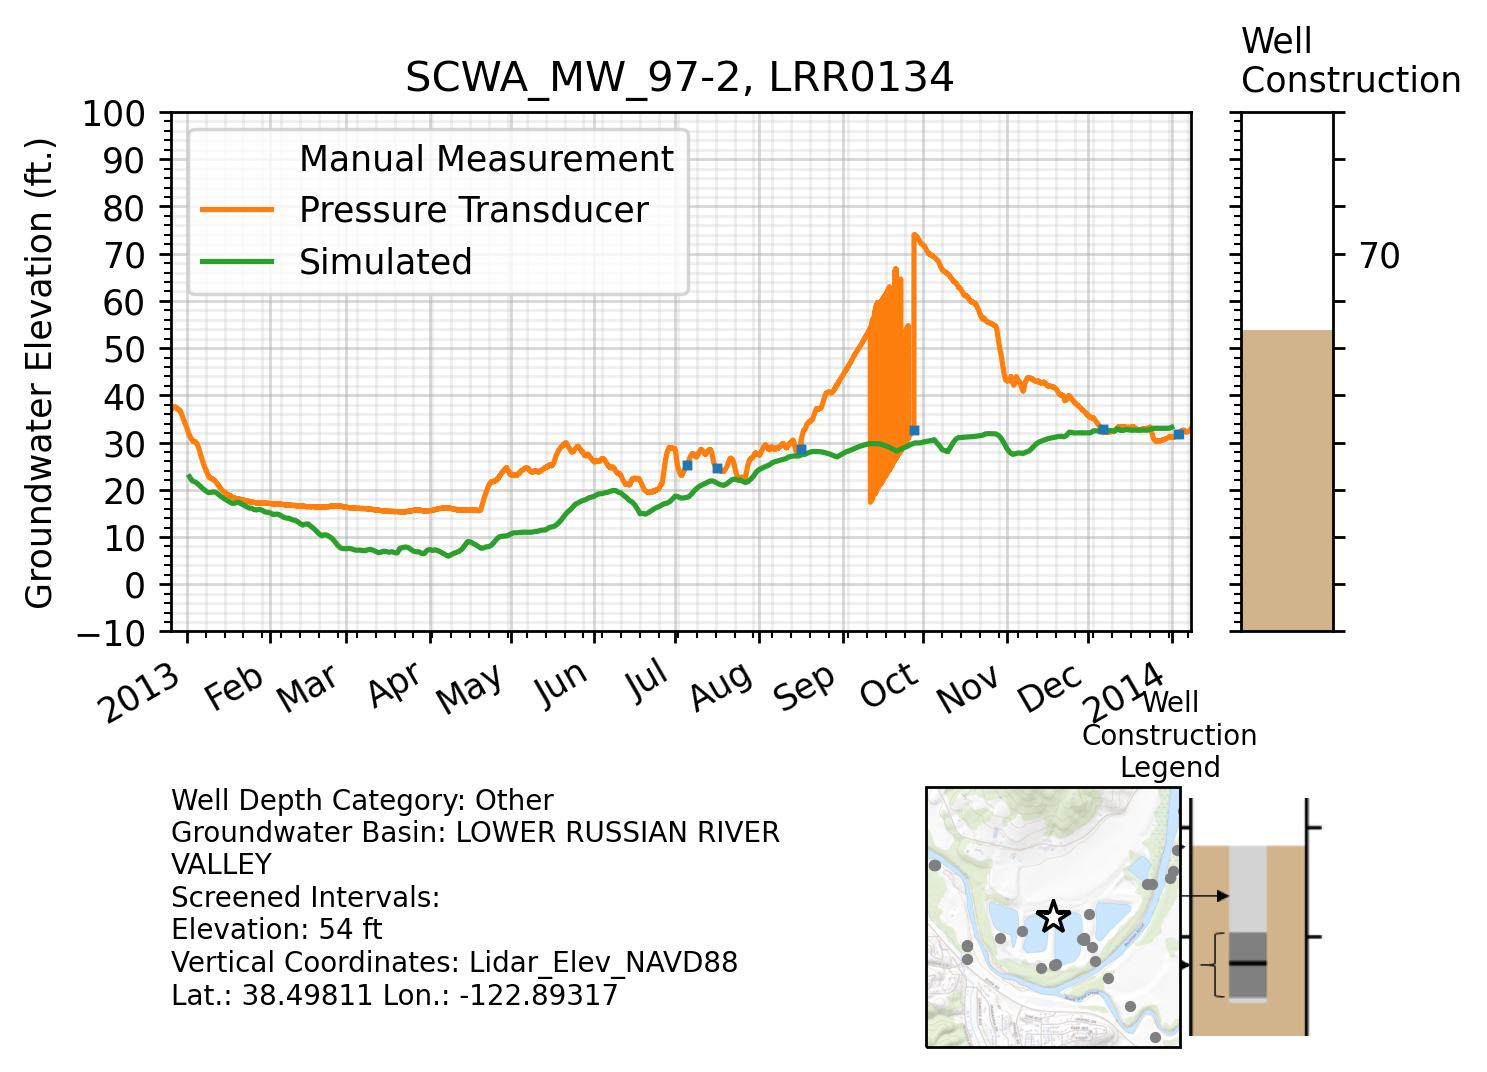 Well
Construction
SCWA_MW_97-2, LRR0134
Groundwater Elevation (ft.)
100
90
80
70
60
50
40
30
20
10
0
−10
Manual Measurement
Pressure Transducer
Simulated
70
2013
Feb
Mar
Apr
May
Jun
Jul
Aug
Sep
Oct
Nov
Dec
2014
Well
Construction
Legend
Well Depth Category: Other
Groundwater Basin: LOWER RUSSIAN RIVER
VALLEY
Screened Intervals:
Elevation: 54 ft
Vertical Coordinates: Lidar_Elev_NAVD88
Lat.: 38.49811 Lon.: -122.89317